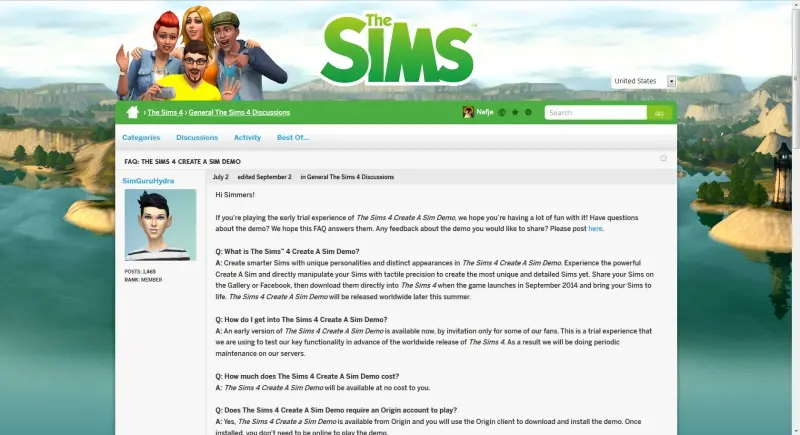 The
SIMS
United States
› The Sims 4 › General The Sims 4 Discussions
Nefje
Search
GO
Categories Discussions Activity Best Of...
FAQ: THE SIMS 4 CREATE A SIM DEMO
SimGuruHydra
July 2 edited September 2 in General The Sims 4 Discussions
POSTS: 1,465
RANK: MEMBER
Hi Simmers!
If you're playing the early trial experience of The Sims 4 Create A Sim Demo, we hope you're having a lot of fun with it! Have questions
about the demo? We hope this FAQ answers them. Any feedback about the demo you would like to share? Please post here.
Q: What is The Sims™ 4 Create A Sim Demo?
A: Create smarter Sims with unique personalities and distinct appearances in The Sims 4 Create A Sim Demo. Experience the powerful
Create A Sim and directly manipulate your Sims with tactile precision to create the most unique and detailed Sims yet. Share your Sims on
the Gallery or Facebook, then download them directly into The Sims 4 when the game launches in September 2014 and bring your Sims to
life. The Sims 4 Create A Sim Demo will be released worldwide later this summer.
Q: How do I get into The Sims 4 Create A Sim Demo?
A: An early version of The Sims 4 Create A Sim Demo is available now, by invitation only for some of our fans. This is a trial experience that
we are using to test our key functionality in advance of the worldwide release of The Sims 4. As a result we will be doing periodic
maintenance on our servers.
Q: How much does The Sims 4 Create A Sim Demo cost?
A: The Sims 4 Create A Sim Demo will be available at no cost to you.
Q: Does The Sims 4 Create A Sim Demo require an Origin account to play?
A: Yes, The Sims 4 Create a Sim Demo is available from Origin and you will use the Origin client to download and install the demo. Once
installed, you don't need to be online to play the demo.